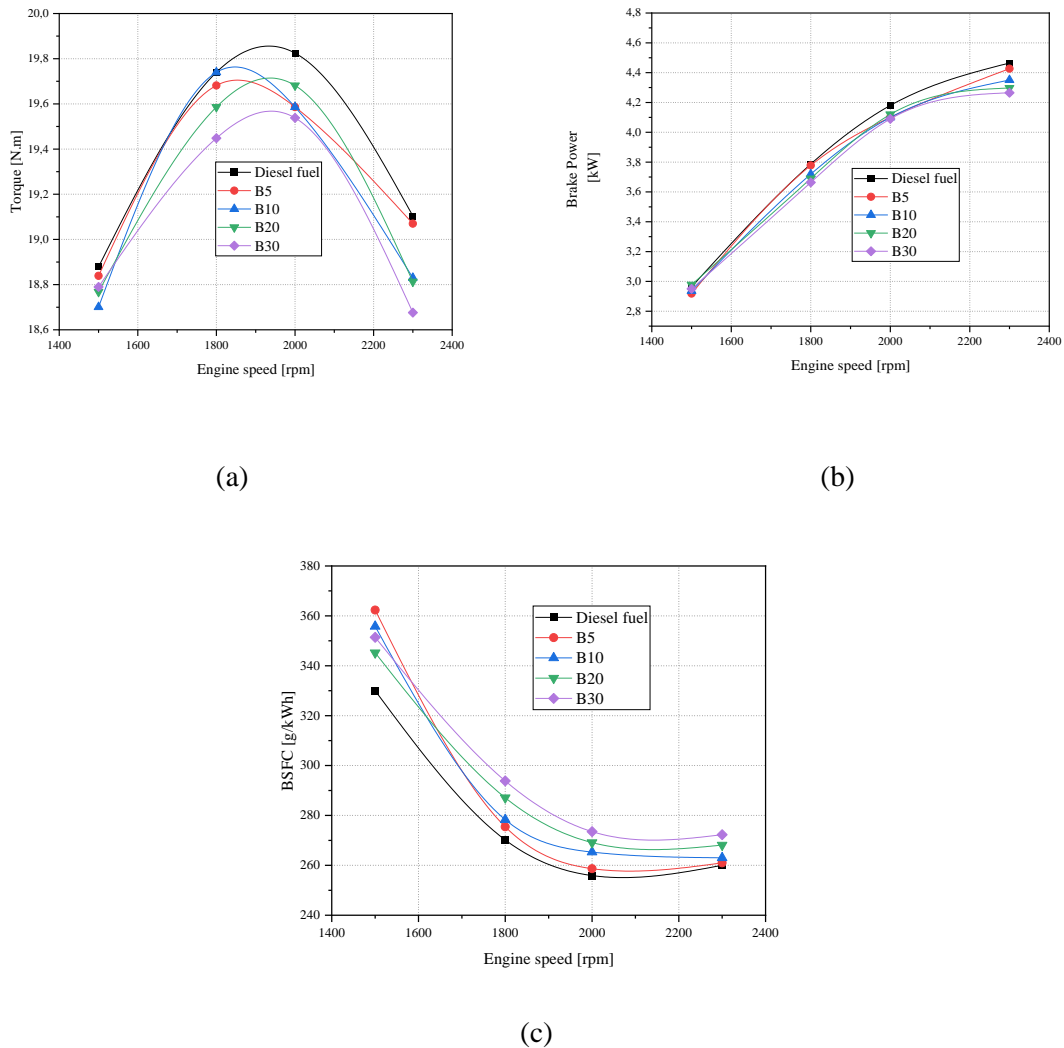 20,0
19,8
19,6
19,4
19,2
19,0
18,8
18,6
Torque [N.m]
1400 1600 1800 2000 2200 2400
Engine speed [rpm]
Diesel fuel
B5
B10
B20
B30
(a)
4,8
4,6
4,4
4,2
4,0
3,8
3,6
3,4
3,2
3,0
2,8
Brake Power
[kW]
1400 1600 1800 2000 2200 2400
Engine speed [rpm]
Diesel fuel
B5
B10
B20
B30
(b)
380
360
340
320
300
280
260
240
BSFC [g/kWh]
1400 1600 1800 2000 2200 2400
Engine speed [rpm]
Diesel fuel
B5
B10
B20
B30
(c)